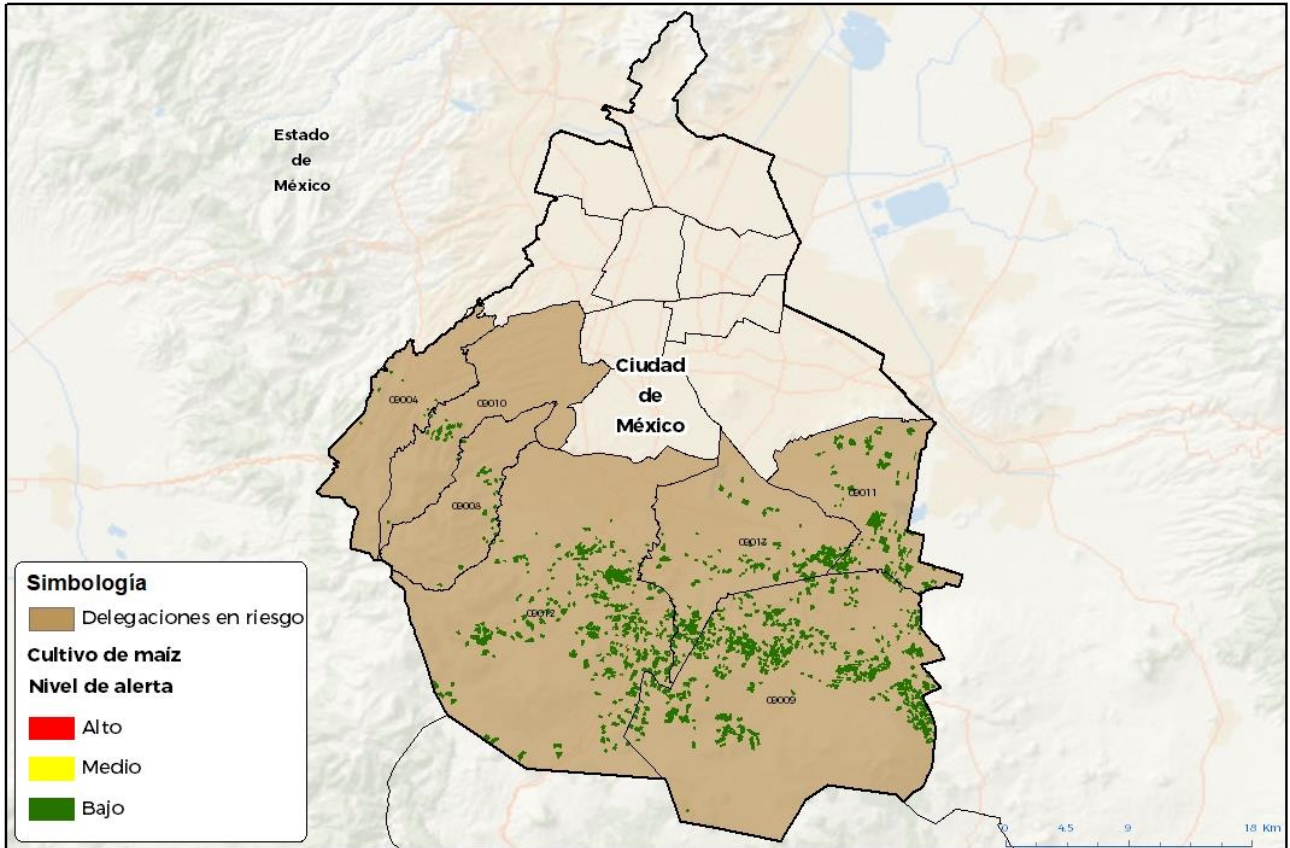 Estado
de
México
Ciudad
de
México
09004
09010
09011
09008
09013
09012
09009
Simbología
Delegaciones en riesgo
Cultivo de maíz
Nivel de alerta
Alto
Medio
Bajo
0 4.5 9 18 Km